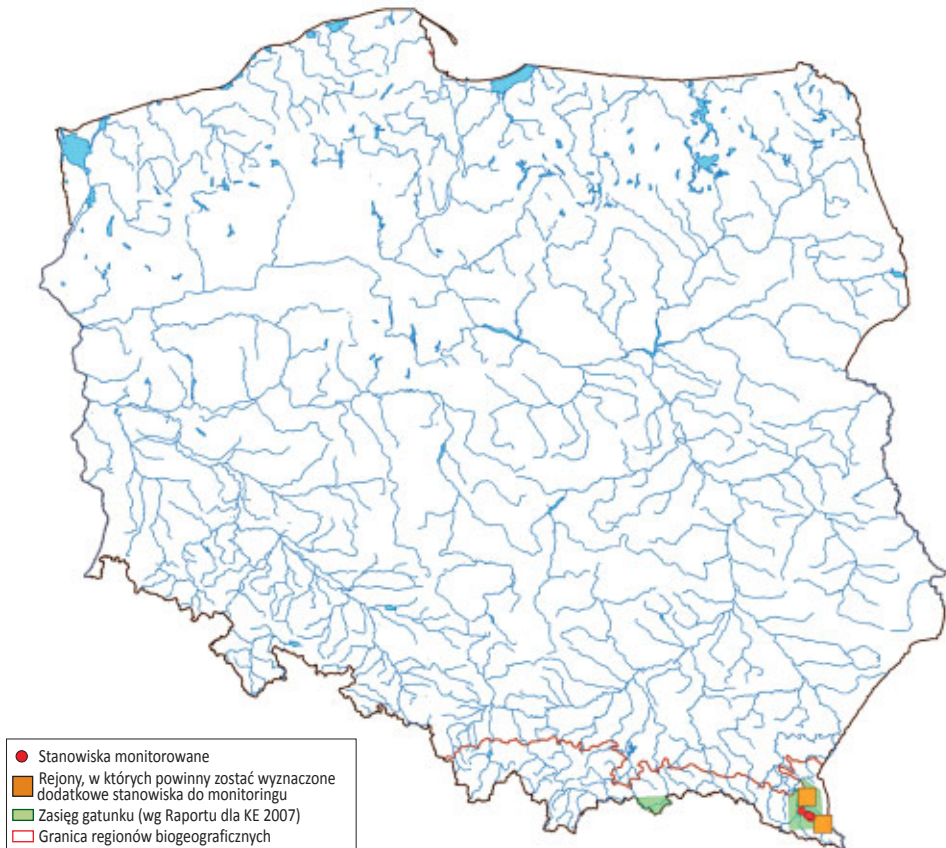 Stanowiska monitorowane
Rejony, w których powinny zostać wyznaczone
dodatkowe stanowiska do monitoringu
Zasięg gatunku (wg Raportu dla KE 2007)
Granica regionów biogeograficznych